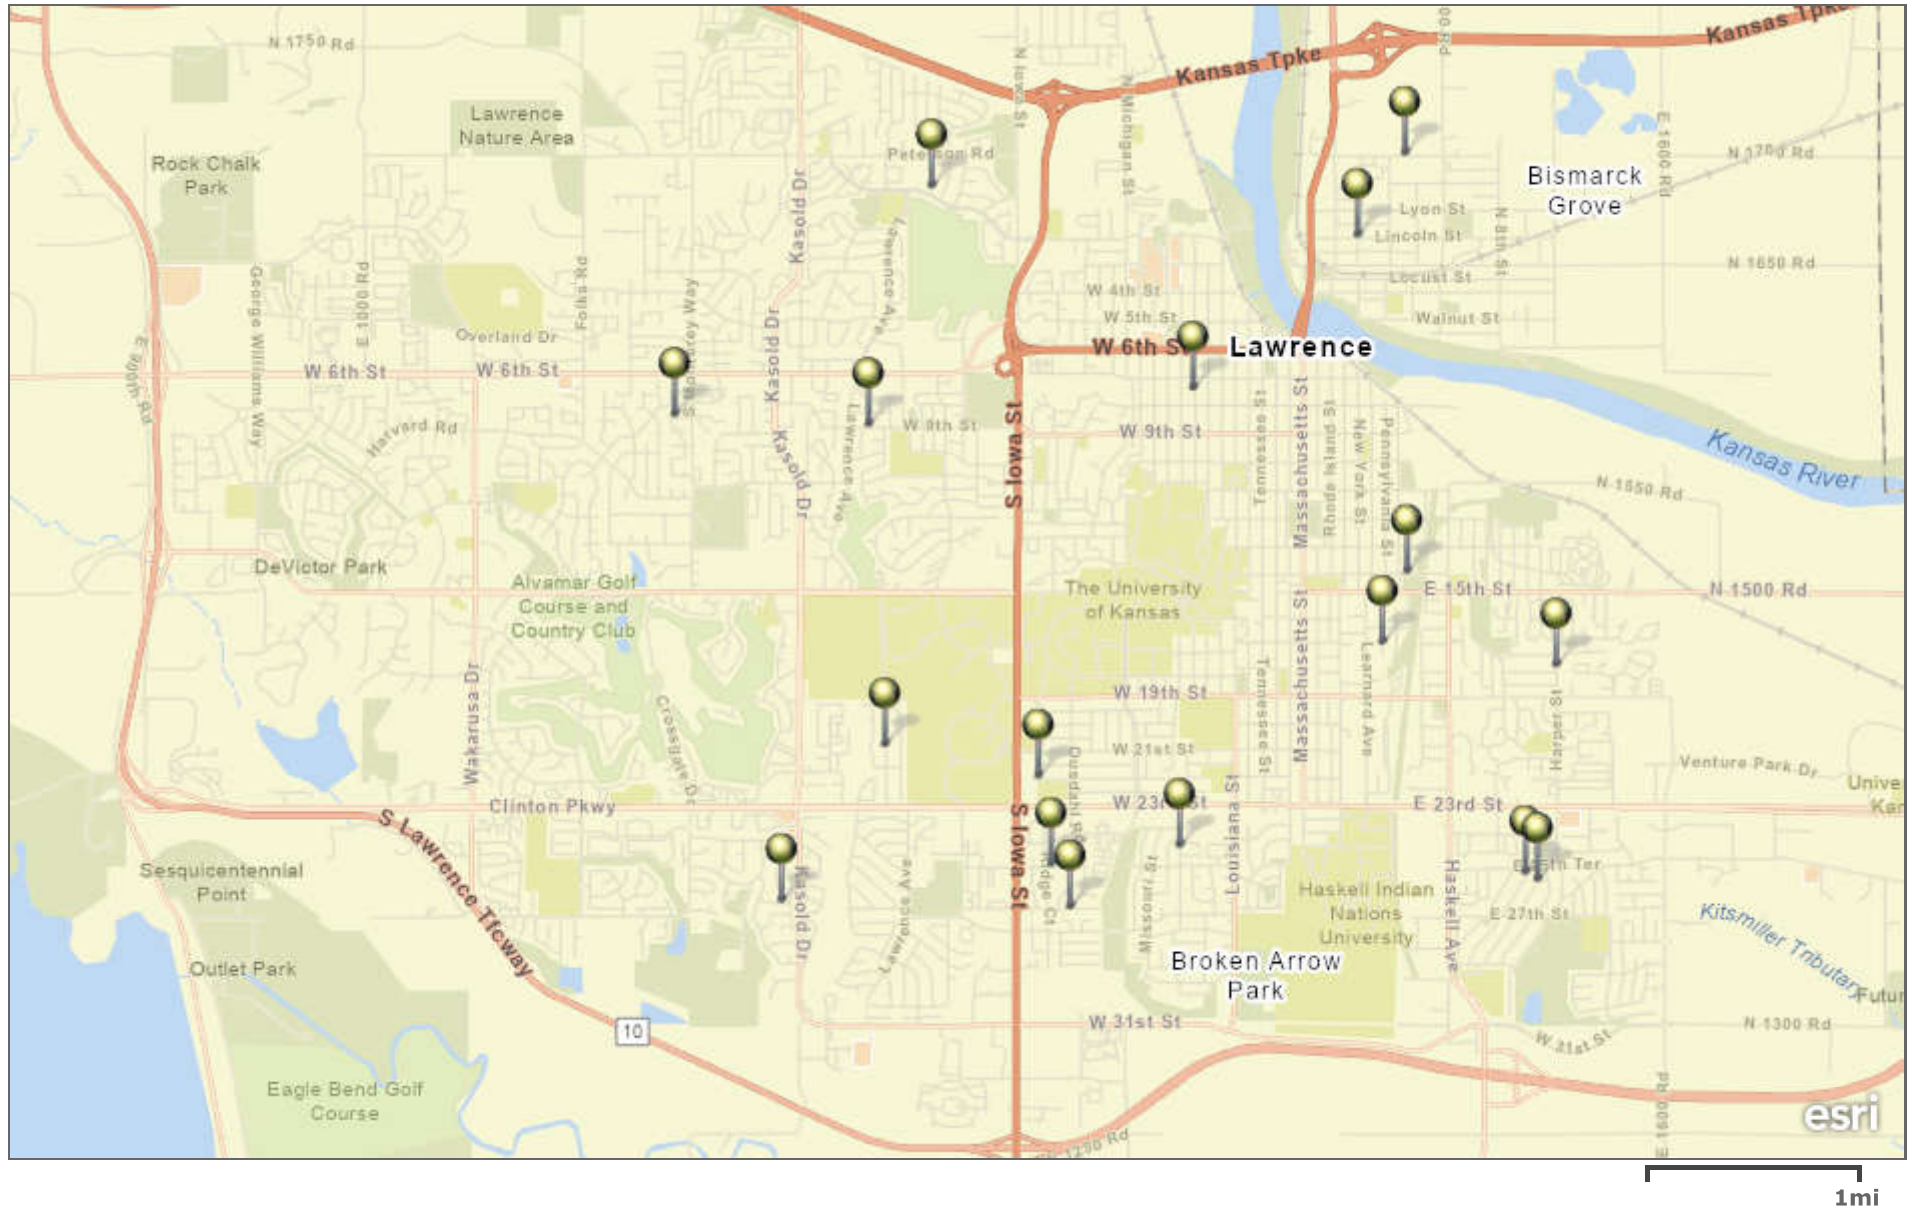 N 1750 Rd
Kansas Tpke
Kansas Tpke
N Iowa St
N Michigan St
Lawrence
Nature Area
Rock Chalk
Park
Kasold Dr
Bismarck
Grove
E 1600 Rd
N 1700 Rd
Lyon St
Lincoln St
N 8th St
Locust St
N 1650 Rd
Walnut St
George Williams Way
E 1000 Rd
Folks Rd
Overland Dr
W 6th St
W 6th St
Kasold Dr
Lawrence Ave
W 4th St
W 5th St
W 6th St
Lawrence
Harvard Rd
Kasold Dr
Lawrence Ave
W 9th St
S Iowa St
W 9th St
Tennessee St
Massachusetts St
Rhode Island St
New York St
Pennsylvania St
Kansas River
N 1550 Rd
DeVictor Park
Alvamar Golf
Course and
Country Club
The University
of Kansas
E 15th St
N 1500 Rd
Wakarusa Dr
Crossgate Dr
W 19th St
W 21st St
Tennessee St
Massachusetts St
Learnard Ave
Harper St
Venture Park Dr
Clinton Pkwy
S Lawrence Tfcway
S Iowa St
Louisiana St
E 23rd St
Sesquicentennial
Point
Kasold Dr
Lawrence Ave
Missouri St
Haskell Indian
Nations
University
Haskell Ave
E 27th St
Kitsmiller Tributary
Outlet Park
Broken Arrow
Park
10
W 31st St
W 31st St
N 1300 Rd
Eagle Bend Golf
Course
E 1600 Rd
esri
1mi